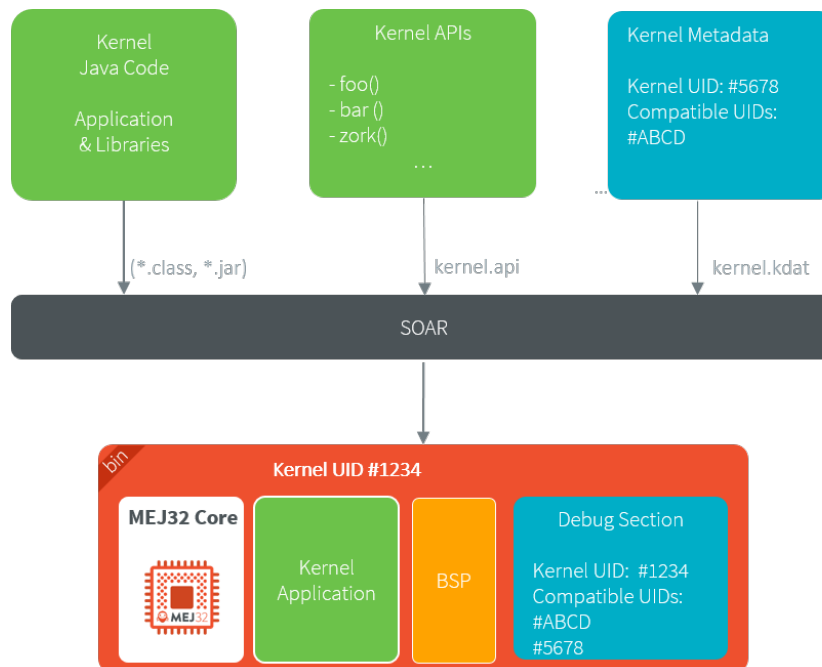 Kernel
Java Code
Application
& Libraries
Kernel APIs
- foo()
- bar ()
- zork()
...
Kernel Metadata
Kernel UID: #5678
Compatible UIDs:
#ABCD
...
(*.class, *.jar)
kernel.api
kernel.kdat
SOAR
bin
Kernel UID #1234
MEJ32 Core
MEJ32
Kernel
Application
BSP
Debug Section
Kernel UID:  #1234
Compatible UIDs:
#ABCD
#5678